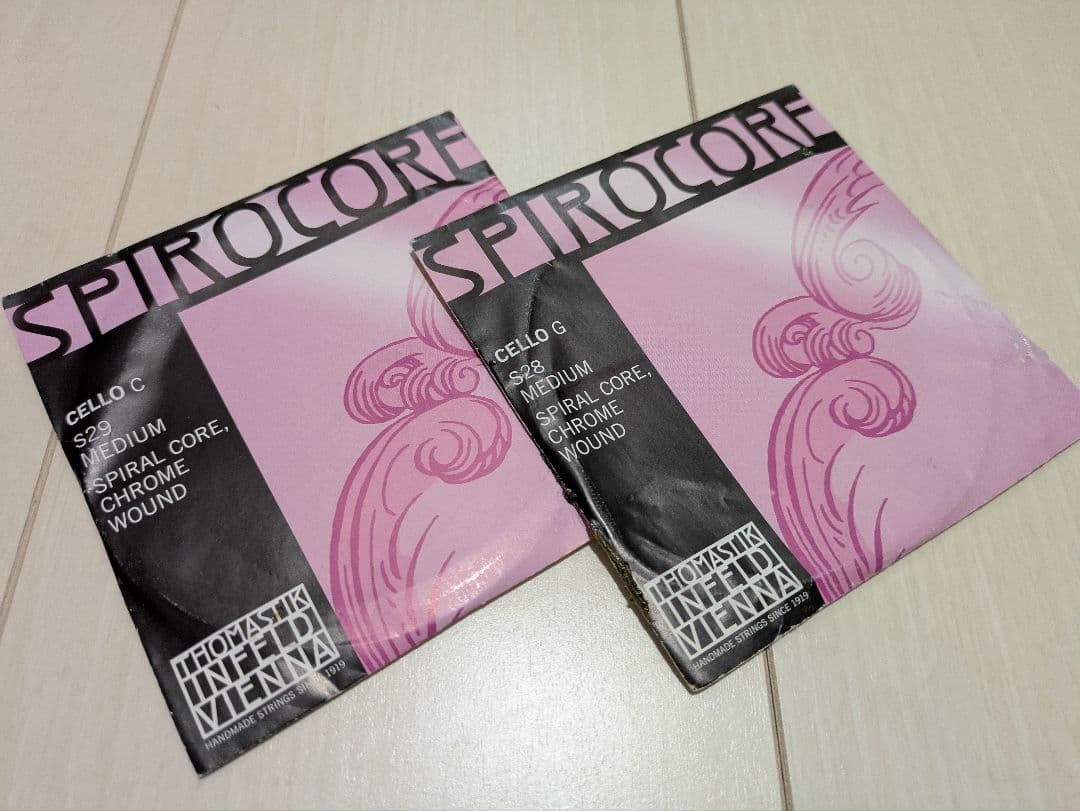 SPIROCORE
CELLO C
S29
MEDIUM
SPIRAL CORE,
CHROME
WOUND
THOMASTIK
INFELD
VIENNA
HANDMADE STRINGS SINCE 1919
SPIROCORE
CELLO G
S28
MEDIUM
SPIRAL CORE,
CHROME
WOUND
THOMASTIK
INFELD
VIENNA
HANDMADE STRINGS SINCE 1919